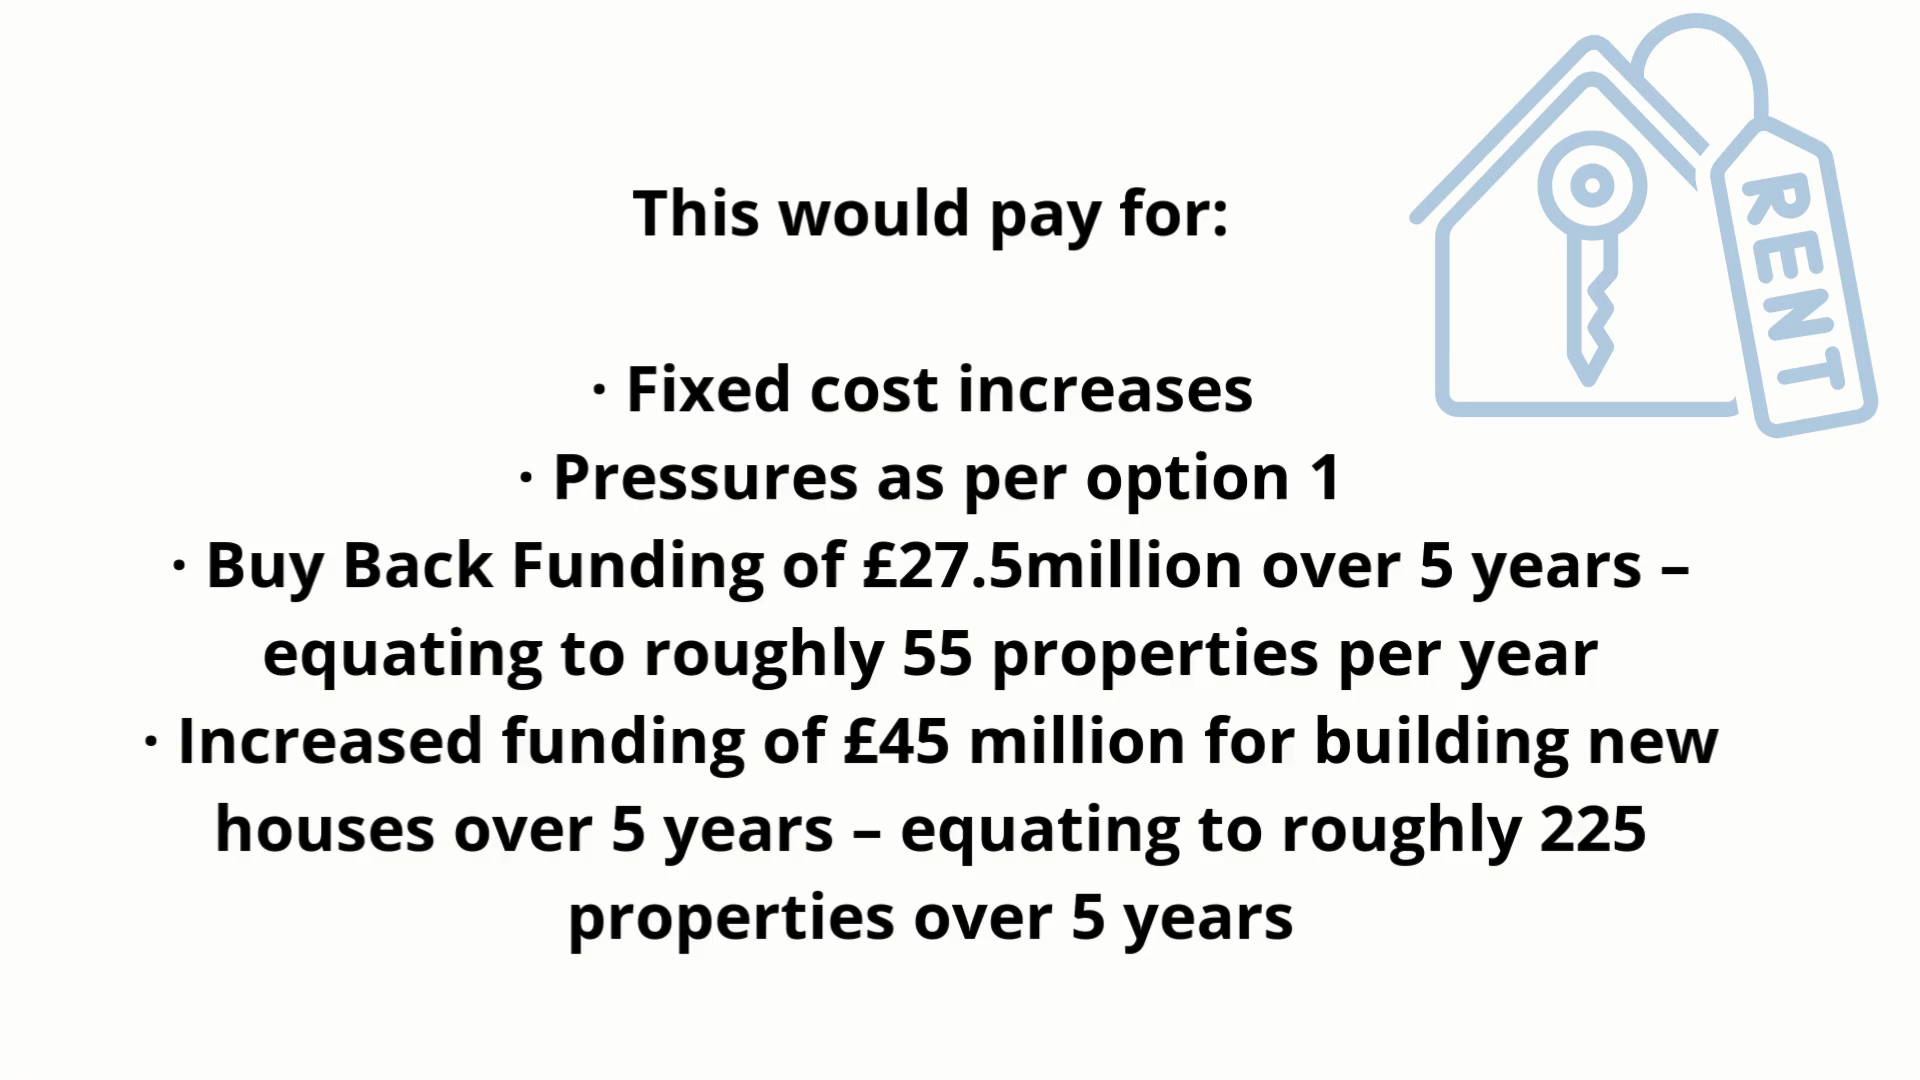 This would pay for:
· Fixed cost increases
· Pressures as per option 1
· Buy Back Funding of £27.5million over 5 years –
equating to roughly 55 properties per year
· Increased funding of £45 million for building new
houses over 5 years – equating to roughly 225
properties over 5 years
RENT